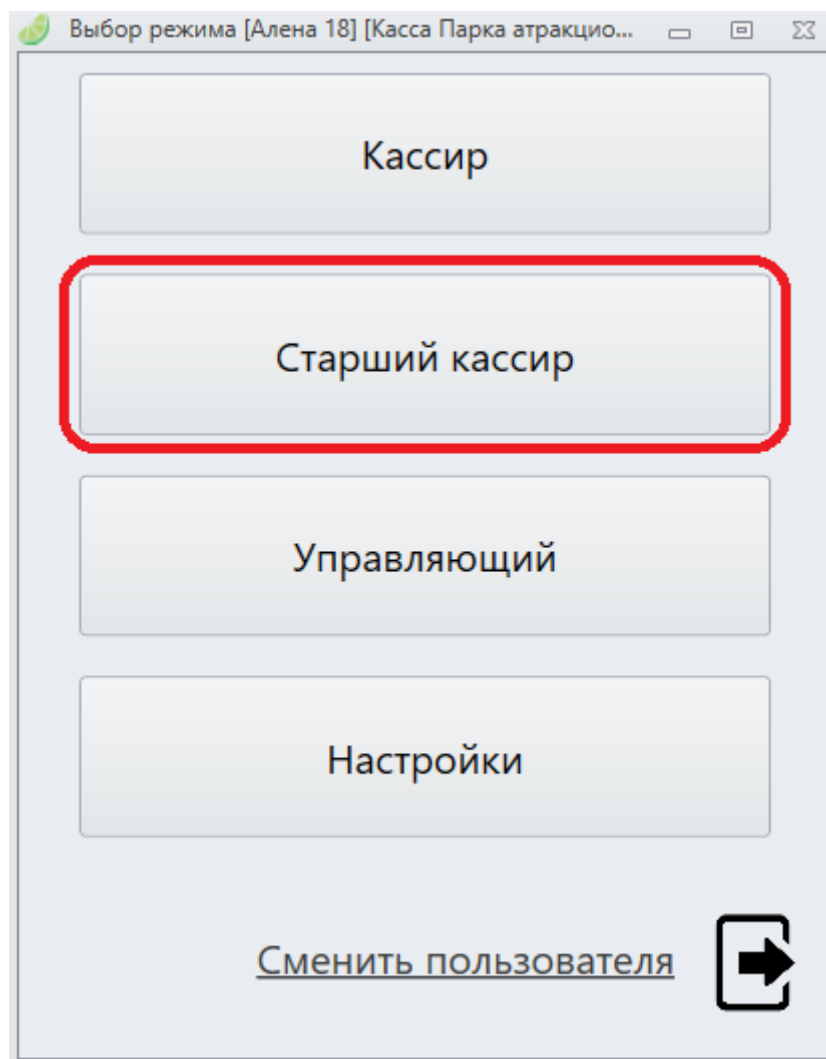 Выбор режима [Алена 18] [Касса Парка атракцио...
Кассир
Старший кассир
Управляющий
Настройки
Сменить пользователя